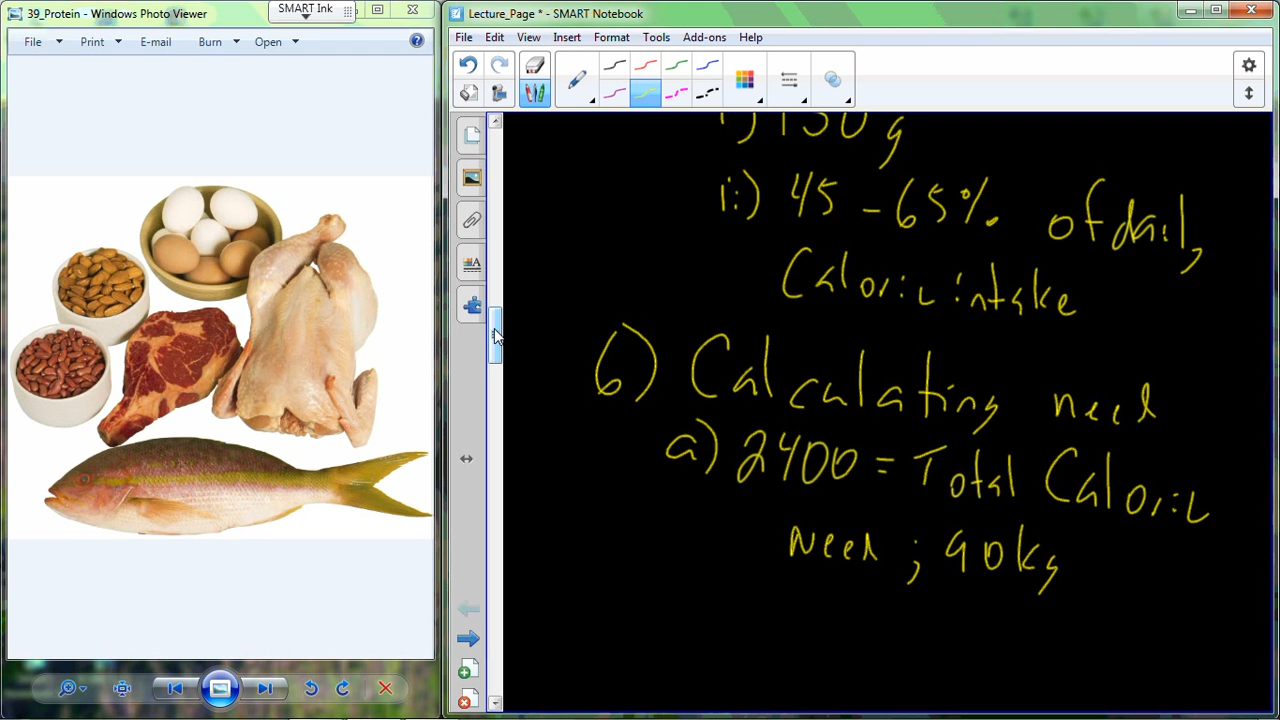 39_Protein - Windows Photo Viewer
SMART Ink
File Print E-mail Burn Open
Lecture_Page * - SMART Notebook
File Edit View Insert Format Tools Add-ons Help
i) 130 g
ii) 45 - 65% of daily
Caloric intake
6) Calculating need
a) 2400 = Total Caloric
need ; 90kg